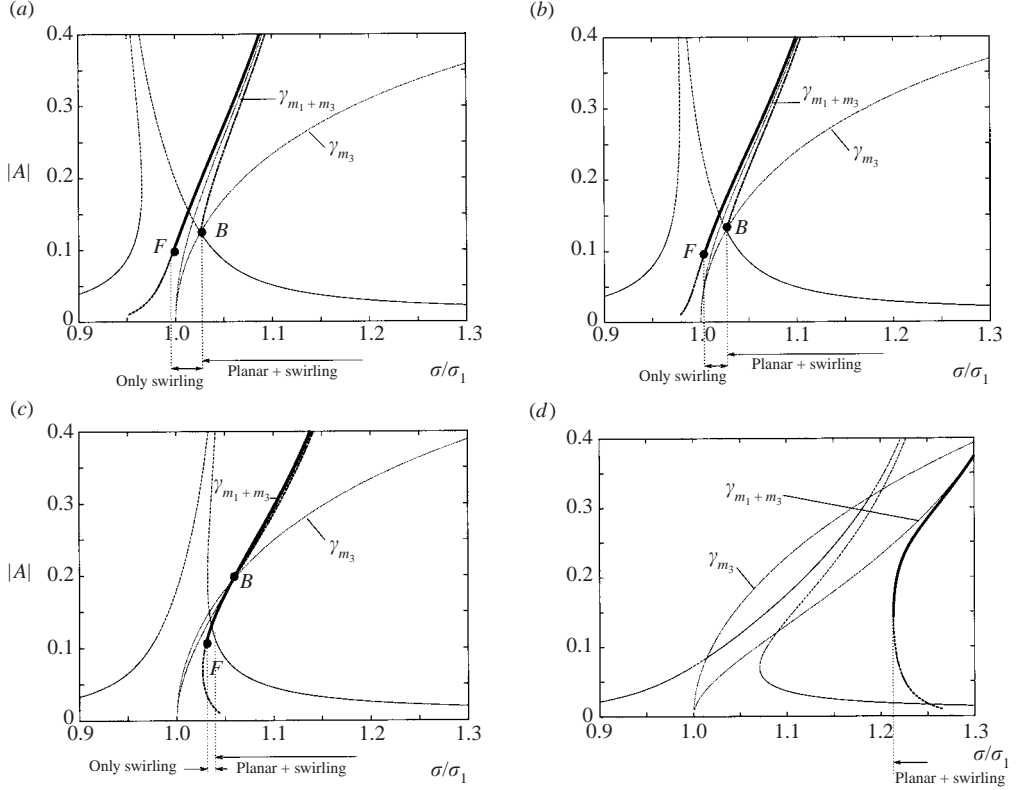 (a)
0.4
0.3
|A|
0.2
0.1
0
γm1 + m3
γm3
F
B
0.9
1.0
1.1
1.2
1.3
Only swirling
Planar + swirling
σ/σ1
(b)
0.4
0.3
0.2
0.1
0
γm1 + m3
γm3
F
B
0.9
1.0
1.1
1.2
1.3
Only swirling
Planar + swirling
σ/σ1
(c)
0.4
0.3
|A|
0.2
0.1
0
γm1 + m3
γm3
B
F
0.9
1.0
1.1
1.2
1.3
Only swirling
Planar + swirling
σ/σ1
(d)
0.4
0.3
0.2
0.1
0
γm1 + m3
γm3
0.9
1.0
1.1
1.2
1.3
σ/σ1
Planar + swirling